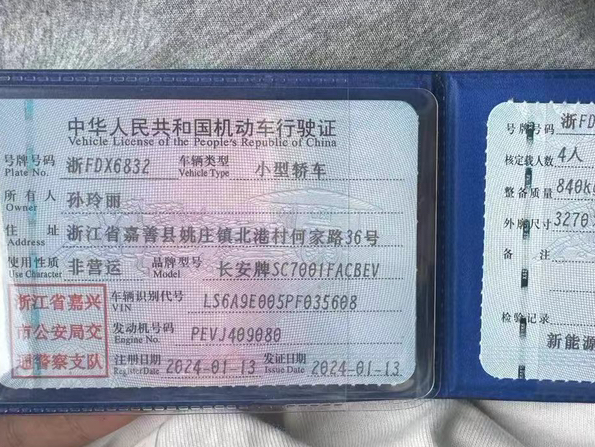 中华人民共和国机动车行驶证
Vehicle License of the People's Republic of China
号牌号码 浙FDX6832 车辆类型 小型轿车
Plate No. Vehicle Type
所有人 孙玲丽
Owner
住址 浙江省嘉善县姚庄镇北港村何家路36号
Address
使用性质 非营运 品牌型号 长安牌SC7001FACBEV
Use Character Model
浙江省嘉兴
市公安局交
通警察支队
车辆识别代号 LS6A9E005PF035608
VIN
发动机号码 PEVJ409080
Engine No.
注册日期 2024-01-13 发证日期 2024-01-13
Register Date Issue Date
号牌号码 浙FD
核定载人数 4人
整备质量 840k
外廓尺寸 3270
备注
检验记录
新能源